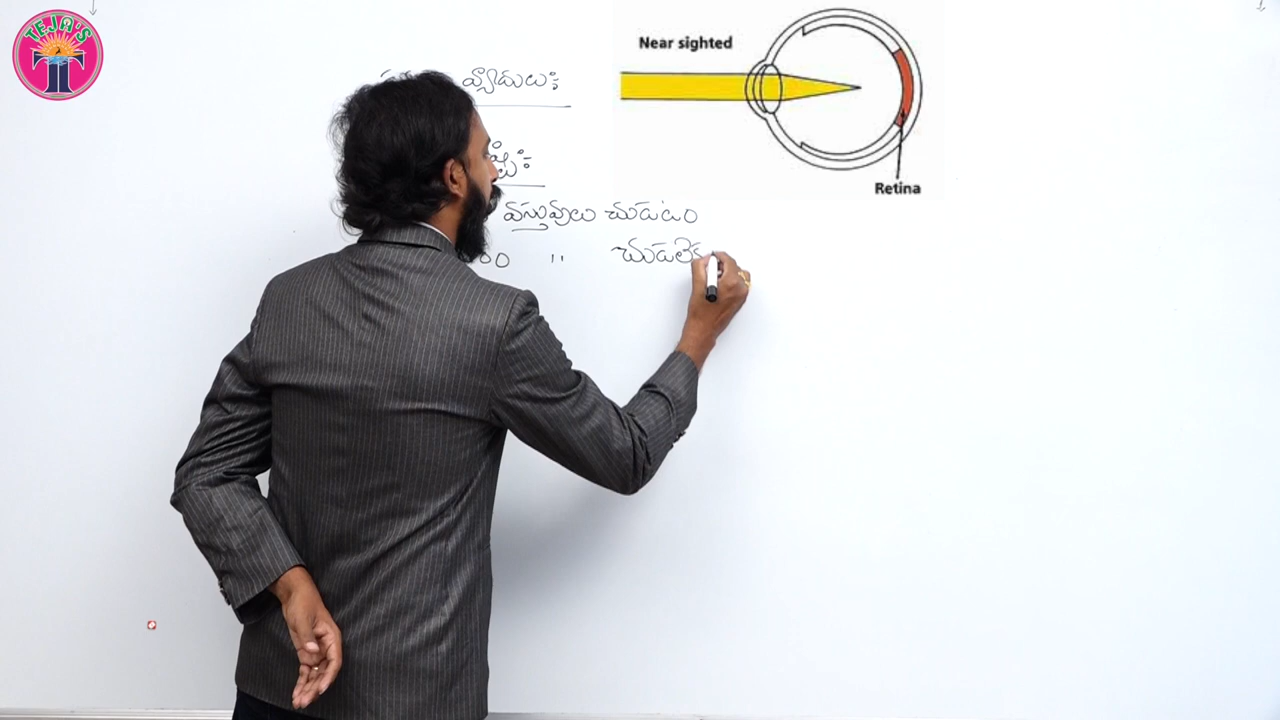 TEJA'S
Near sighted
వ్యాదులు :-
Retina
వస్తువులు చుడటం
" చుడలేక